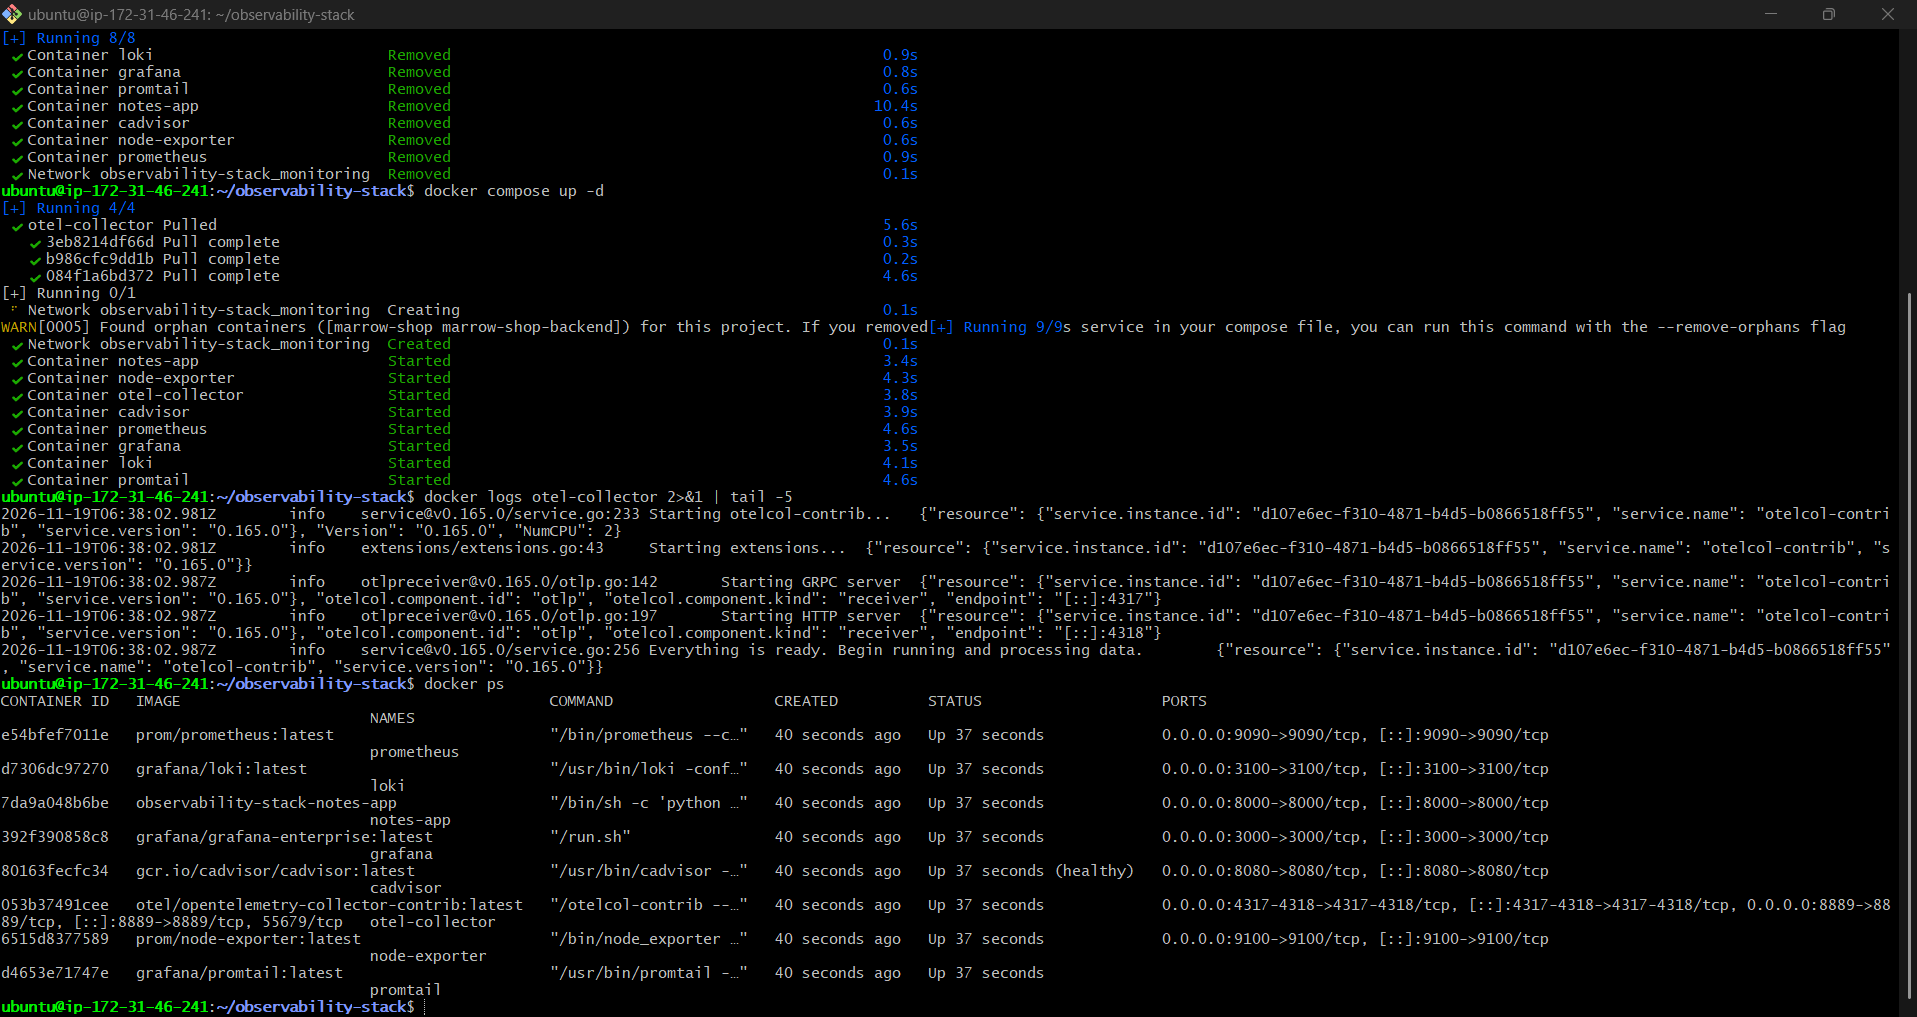 ubuntu@ip-172-31-46-241: ~/observability-stack
[+] Running 8/8
✔ Container loki Removed 0.9s
✔ Container grafana Removed 0.8s
✔ Container promtail Removed 0.6s
✔ Container notes-app Removed 10.4s
✔ Container cadvisor Removed 0.6s
✔ Container node-exporter Removed 0.6s
✔ Container prometheus Removed 0.9s
✔ Network observability-stack_monitoring Removed 0.1s
ubuntu@ip-172-31-46-241:~/observability-stack$ docker compose up -d
[+] Running 4/4
✔ otel-collector Pulled 5.6s
✔ 3eb8214df66d Pull complete 0.3s
✔ b986cfc9dd1b Pull complete 0.2s
✔ 084f1a6bd372 Pull complete 4.6s
[+] Running 0/1
⠋ Network observability-stack_monitoring Creating 0.1s
WARN[0005] Found orphan containers ([marrow-shop marrow-shop-backend]) for this project. If you removed[+] Running 9/9s service in your compose file, you can run this command with the --remove-orphans flag
✔ Network observability-stack_monitoring Created 0.1s
✔ Container notes-app Started 3.4s
✔ Container node-exporter Started 4.3s
✔ Container otel-collector Started 3.8s
✔ Container cadvisor Started 3.9s
✔ Container prometheus Started 4.6s
✔ Container grafana Started 3.5s
✔ Container loki Started 4.1s
✔ Container promtail Started 4.6s
ubuntu@ip-172-31-46-241:~/observability-stack$ docker logs otel-collector 2>&1 | tail -5
2026-11-19T06:38:02.981Z info service@v0.165.0/service.go:233 Starting otelcol-contrib... {"resource": {"service.instance.id": "d107e6ec-f310-4871-b4d5-b0866518ff55", "service.name": "otelcol-contri
b", "service.version": "0.165.0"}, "Version": "0.165.0", "NumCPU": 2}
2026-11-19T06:38:02.981Z info extensions/extensions.go:43 Starting extensions... {"resource": {"service.instance.id": "d107e6ec-f310-4871-b4d5-b0866518ff55", "service.name": "otelcol-contrib", "s
ervice.version": "0.165.0"}}
2026-11-19T06:38:02.987Z info otlpreceiver@v0.165.0/otlp.go:142 Starting GRPC server {"resource": {"service.instance.id": "d107e6ec-f310-4871-b4d5-b0866518ff55", "service.name": "otelcol-contri
b", "service.version": "0.165.0"}, "otelcol.component.id": "otlp", "otelcol.component.kind": "receiver", "endpoint": "[::]:4317"}
2026-11-19T06:38:02.987Z info otlpreceiver@v0.165.0/otlp.go:197 Starting HTTP server {"resource": {"service.instance.id": "d107e6ec-f310-4871-b4d5-b0866518ff55", "service.name": "otelcol-contri
b", "service.version": "0.165.0"}, "otelcol.component.id": "otlp", "otelcol.component.kind": "receiver", "endpoint": "[::]:4318"}
2026-11-19T06:38:02.987Z info service@v0.165.0/service.go:256 Everything is ready. Begin running and processing data. {"resource": {"service.instance.id": "d107e6ec-f310-4871-b4d5-b0866518ff55"
, "service.name": "otelcol-contrib", "service.version": "0.165.0"}}
ubuntu@ip-172-31-46-241:~/observability-stack$ docker ps
CONTAINER ID IMAGE COMMAND CREATED STATUS PORTS
NAMES
e54bfef7011e prom/prometheus:latest "/bin/prometheus --c…" 40 seconds ago Up 37 seconds 0.0.0.0:9090->9090/tcp, [::]:9090->9090/tcp
prometheus
d7306dc97270 grafana/loki:latest "/usr/bin/loki -conf…" 40 seconds ago Up 37 seconds 0.0.0.0:3100->3100/tcp, [::]:3100->3100/tcp
loki
7da9a048b6be observability-stack-notes-app "/bin/sh -c 'python …" 40 seconds ago Up 37 seconds 0.0.0.0:8000->8000/tcp, [::]:8000->8000/tcp
notes-app
392f390858c8 grafana/grafana-enterprise:latest "/run.sh" 40 seconds ago Up 37 seconds 0.0.0.0:3000->3000/tcp, [::]:3000->3000/tcp
grafana
80163fecfc34 gcr.io/cadvisor/cadvisor:latest "/usr/bin/cadvisor -…" 40 seconds ago Up 37 seconds (healthy) 0.0.0.0:8080->8080/tcp, [::]:8080->8080/tcp
cadvisor
053b37491cee otel/opentelemetry-collector-contrib:latest "/otelcol-contrib --…" 40 seconds ago Up 37 seconds 0.0.0.0:4317-4318->4317-4318/tcp, [::]:4317-4318->4317-4318/tcp, 0.0.0.0:8889->88
89/tcp, [::]:8889->8889/tcp, 55679/tcp otel-collector
6515d8377589 prom/node-exporter:latest "/bin/node_exporter …" 40 seconds ago Up 37 seconds 0.0.0.0:9100->9100/tcp, [::]:9100->9100/tcp
node-exporter
d4653e71747e grafana/promtail:latest "/usr/bin/promtail -…" 40 seconds ago Up 37 seconds
promtail
ubuntu@ip-172-31-46-241:~/observability-stack$